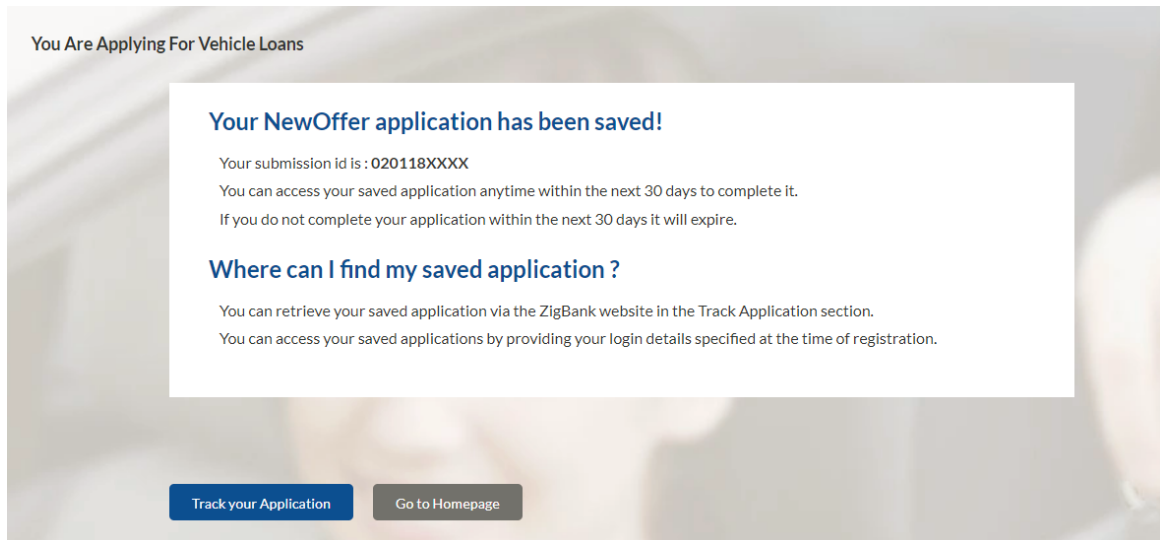 You Are Applying For Vehicle Loans
Your NewOffer application has been saved!
Your submission id is : 020118XXXX
You can access your saved application anytime within the next 30 days to complete it.
If you do not complete your application within the next 30 days it will expire.
Where can I find my saved application ?
You can retrieve your saved application via the ZigBank website in the Track Application section.
You can access your saved applications by providing your login details specified at the time of registration.
Track your Application
Go to Homepage